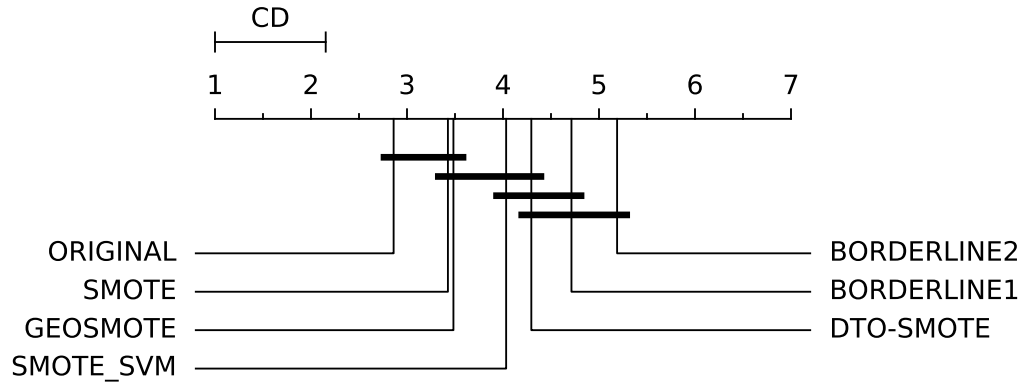 CD
1 2 3 4 5 6 7
ORIGINAL BORDERLINE2
SMOTE BORDERLINE1
GEOSMOTE DTO-SMOTE
SMOTE_SVM